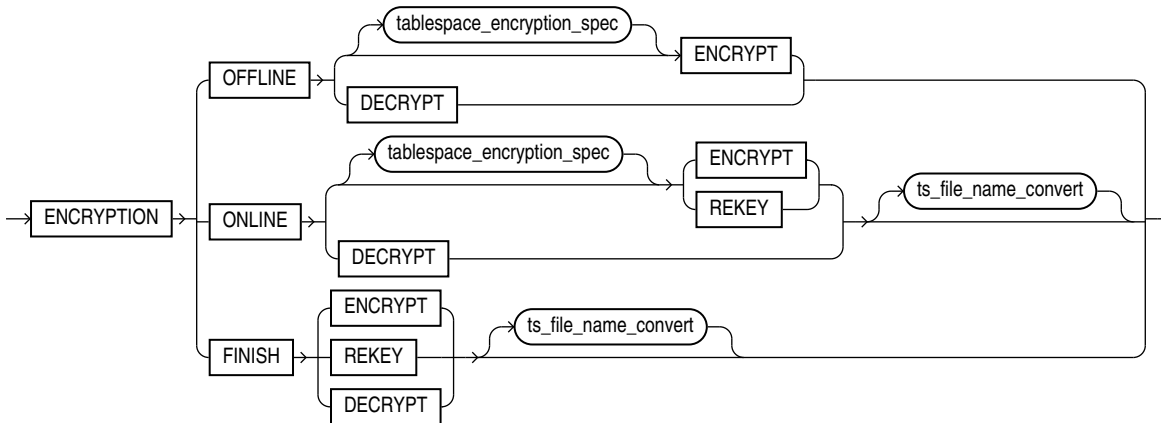 tablespace_encryption_spec
ENCRYPT
OFFLINE
DECRYPT
tablespace_encryption_spec
ENCRYPT
REKEY
ts_file_name_convert
ENCRYPTION
ONLINE
DECRYPT
ENCRYPT
ts_file_name_convert
FINISH
REKEY
DECRYPT